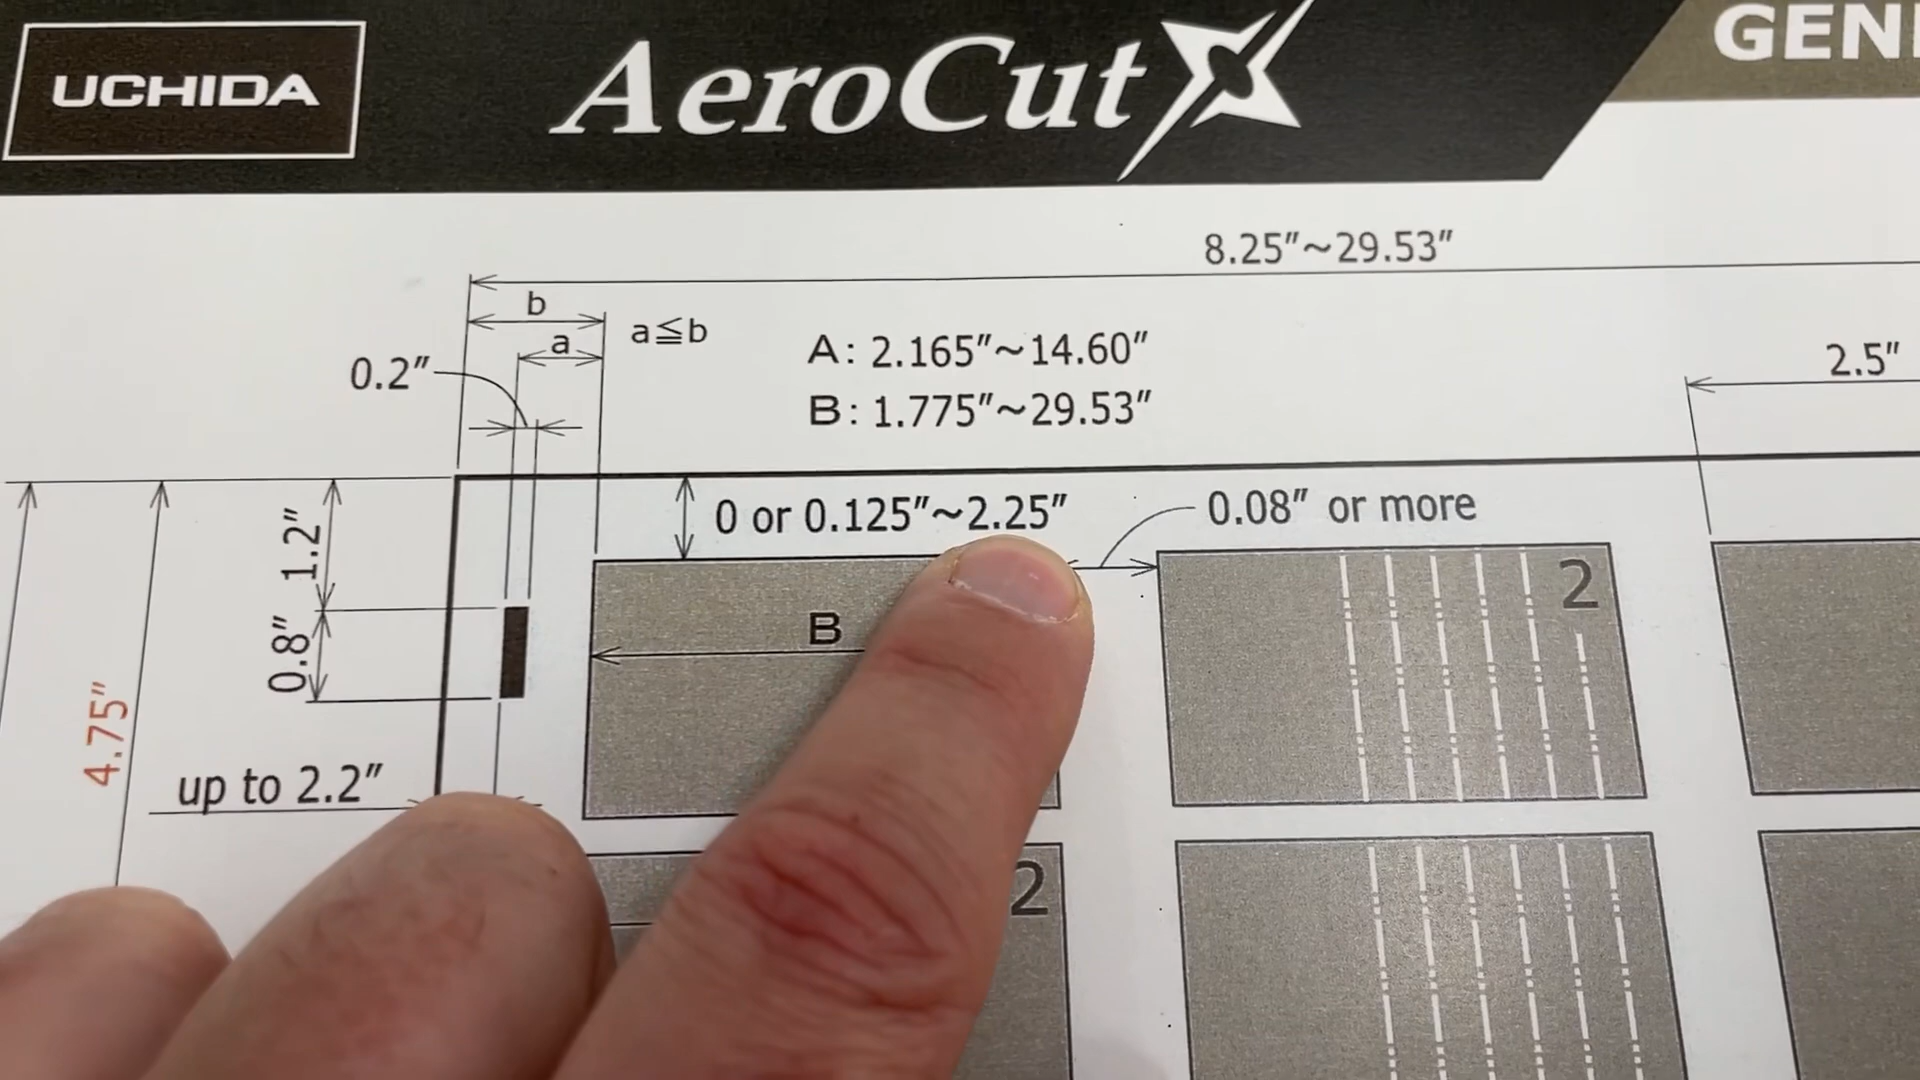 UCHIDA
AeroCut
8.25"~29.53"
b
a≦b
a
0.2"
A: 2.165"~14.60"
B: 1.775"~29.53"
2.5"
0 or 0.125"~2.25"
0.08" or more
1.2"
0.8"
4.75"
up to 2.2"
B
2
2